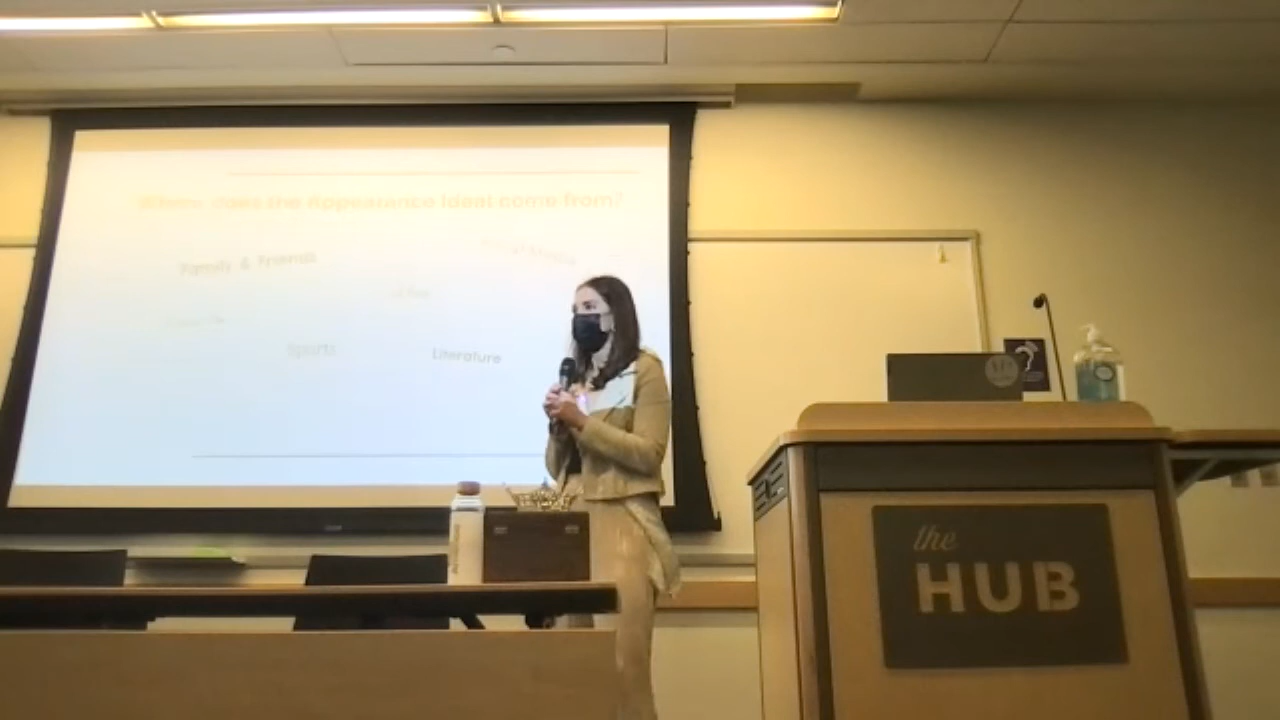 Where does the Appearance Ideal come from?
Family & Friends
Social Media
Sports
Literature
the
HUB